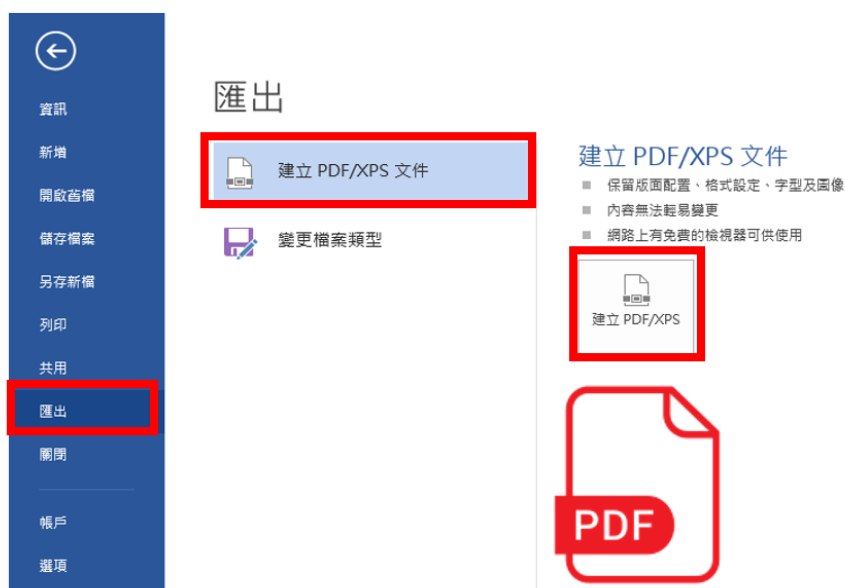 資訊
新增
開啟舊檔
儲存檔案
另存新檔
列印
共用
匯出
關閉
帳戶
選項
匯出
建立 PDF/XPS 文件
變更檔案類型
建立 PDF/XPS 文件
保留版面配置、格式設定、字型及圖像
內容無法輕易變更
網路上有免費的檢視器可供使用
建立 PDF/XPS
PDF